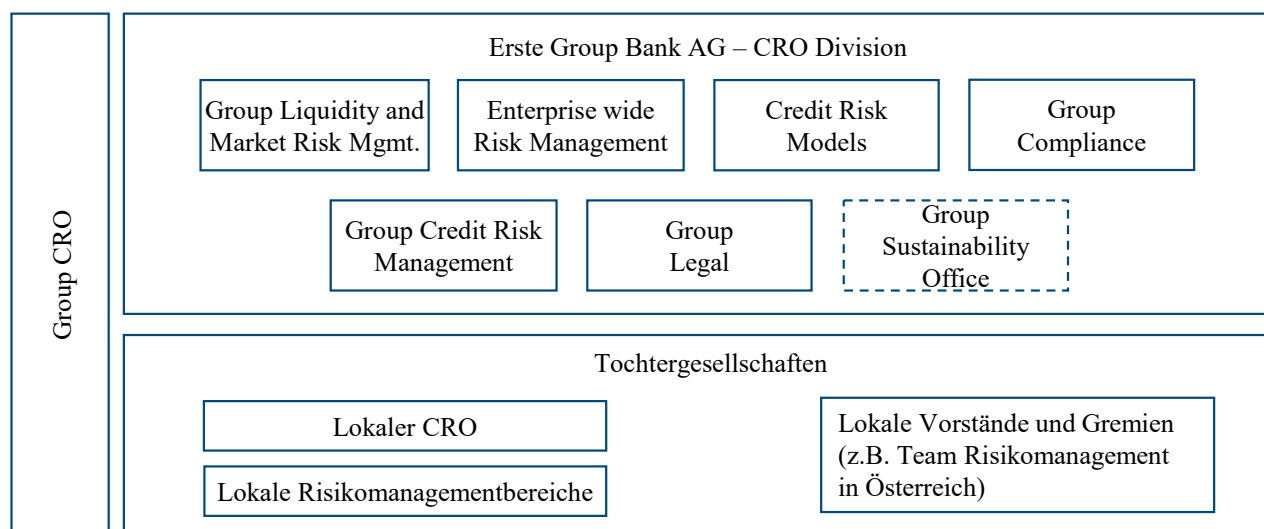 Group CRO
Erste Group Bank AG – CRO Division
Group Liquidity and
Market Risk Mgmt.
Enterprise wide
Risk Management
Credit Risk
Models
Group
Compliance
Group Credit Risk
Management
Group
Legal
Group
Sustainability
Office
Tochtergesellschaften
Lokaler CRO
Lokale Risikomanagementbereiche
Lokale Vorstände und Gremien
(z.B. Team Risikomanagement
in Österreich)